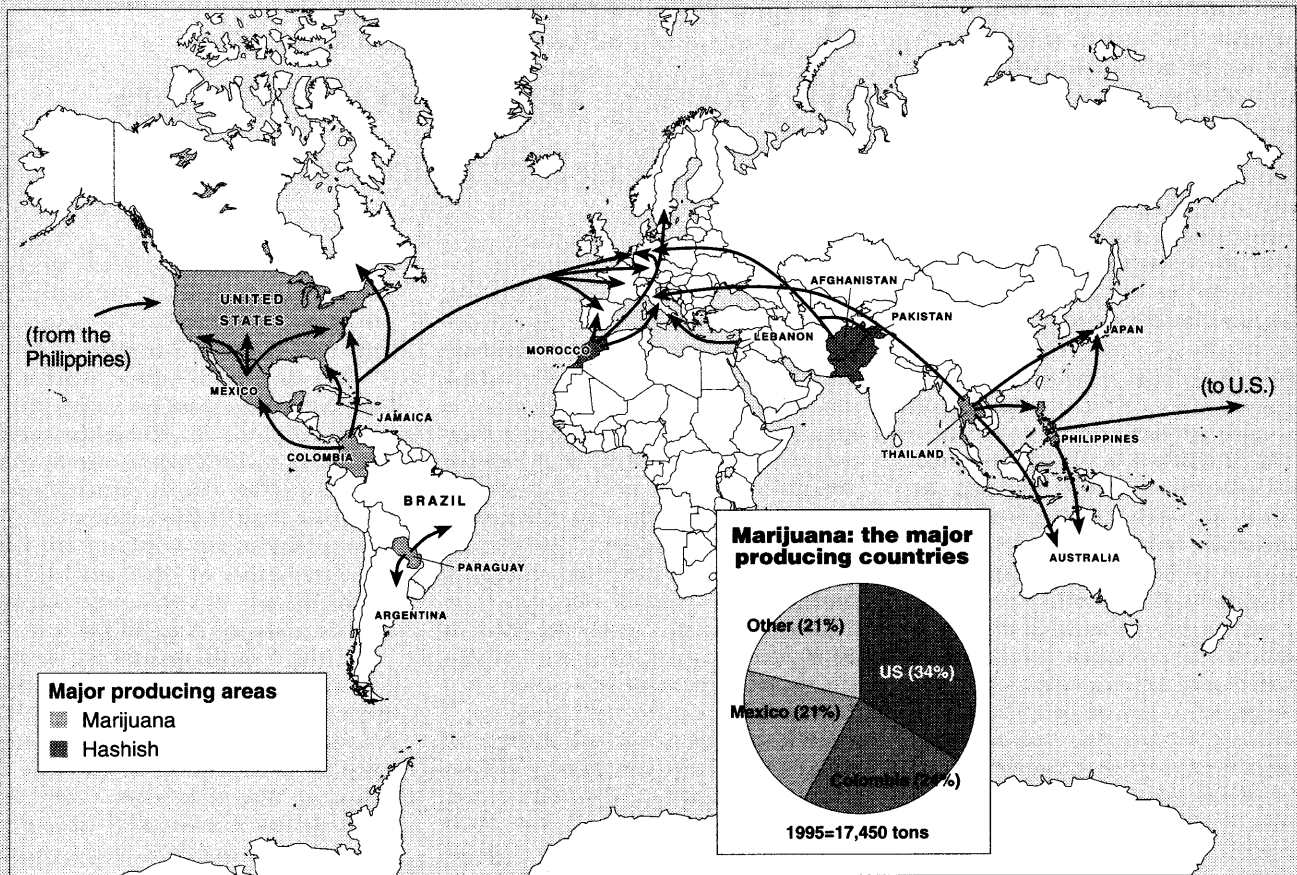 UNITED
STATES
(from the
Philippines)
MEXICO
JAMAICA
COLOMBIA
BRAZIL
PARAGUAY
ARGENTINA
MOROCCO
LEBANON
AFGHANISTAN
PAKISTAN
JAPAN
(to U.S.)
PHILIPPINES
THAILAND
AUSTRALIA
Major producing areas
Marijuana
Hashish
Marijuana: the major
producing countries
Other (21%)
US (34%)
Mexico (21%)
Colombia (24%)
1995=17,450 tons